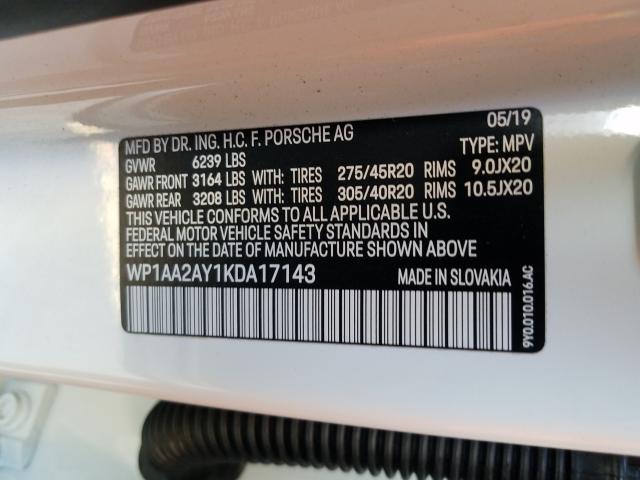 05/19
MFD BY DR. ING. H.C. F. PORSCHE AG
GVWR 6239 LBS TYPE: MPV
GAWR FRONT 3164 LBS WITH: TIRES 275/45R20 RIMS 9.0JX20
GAWR REAR 3208 LBS WITH: TIRES 305/40R20 RIMS 10.5JX20
THIS VEHICLE CONFORMS TO ALL APPLICABLE U.S.
FEDERAL MOTOR VEHICLE SAFETY STANDARDS IN
EFFECT ON THE DATE OF MANUFACTURE SHOWN ABOVE
WP1AA2AY1KDA17143 MADE IN SLOVAKIA
9Y0.010.016.AC